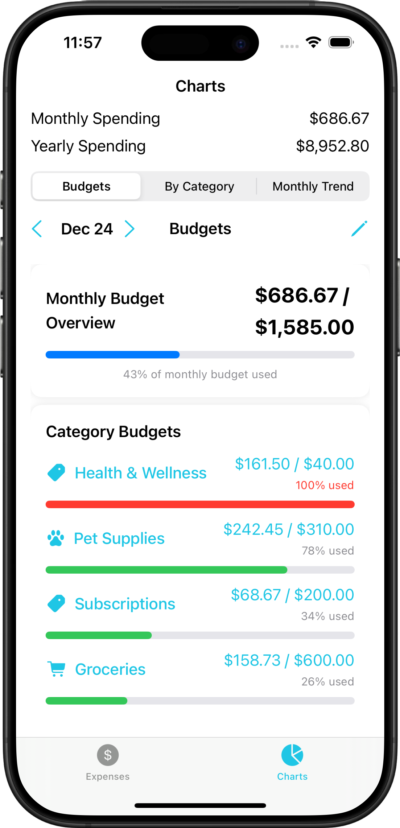 11:57
Charts
Monthly Spending $686.67
Yearly Spending $8,952.80
Budgets By Category Monthly Trend
Dec 24 Budgets
Monthly Budget Overview
$686.67 /
$1,585.00
43% of monthly budget used
Category Budgets
Health & Wellness $161.50 / $40.00
100% used
Pet Supplies $242.45 / $310.00
78% used
Subscriptions $68.67 / $200.00
34% used
Groceries $158.73 / $600.00
26% used
$
Expenses Charts